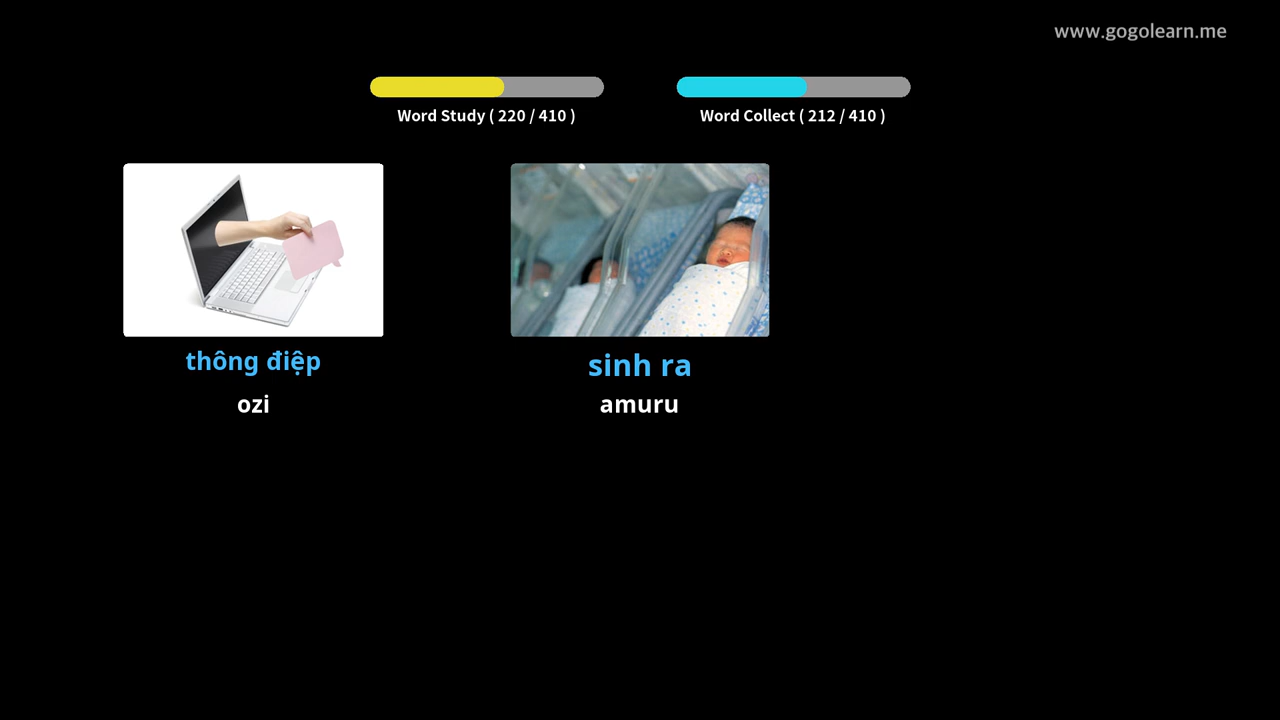 www.gogolearn.me
Word Study ( 220 / 410 )
Word Collect ( 212 / 410 )
thông điệp
ozi
sinh ra
amuru